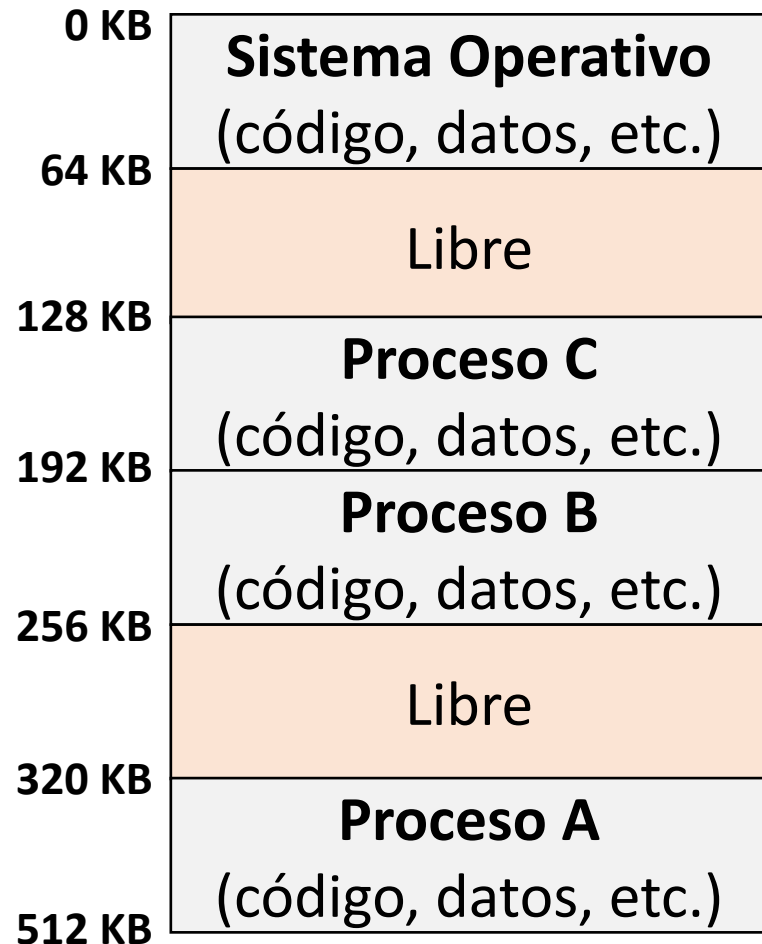 0 KB
Sistema Operativo
(código, datos, etc.)
64 KB
Libre
128 KB
Proceso C
(código, datos, etc.)
192 KB
Proceso B
(código, datos, etc.)
256 KB
Libre
320 KB
Proceso A
(código, datos, etc.)
512 KB